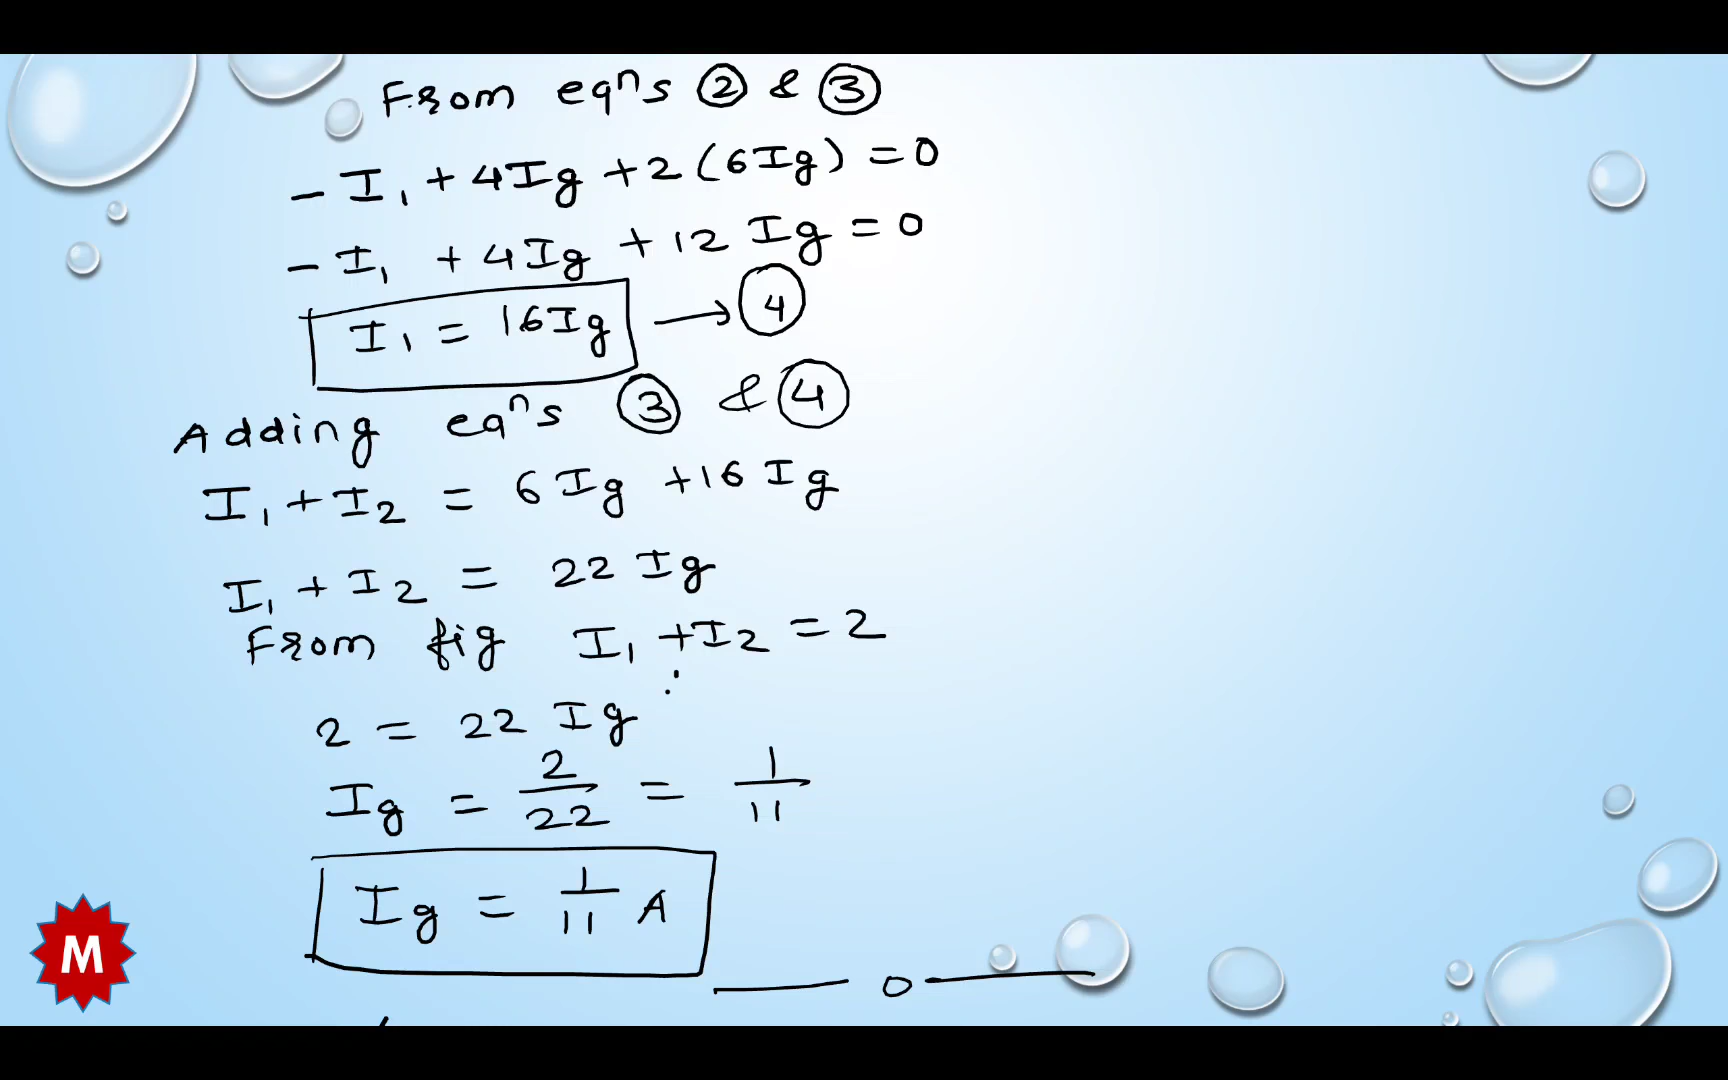 From eqⁿs ② & ③
- I₁ + 4Ig + 2 (6Ig) = 0
- I₁ + 4Ig + 12 Ig = 0
I₁ = 16Ig → ④
Adding eqⁿs ③ & ④
I₁ + I₂ = 6 Ig + 16 Ig
I₁ + I₂ = 22 Ig
From fig I₁ + I₂ = 2
2 = 22 Ig
Ig = 2/22 = 1/11
Ig = 1/11 A
— 0 —
M